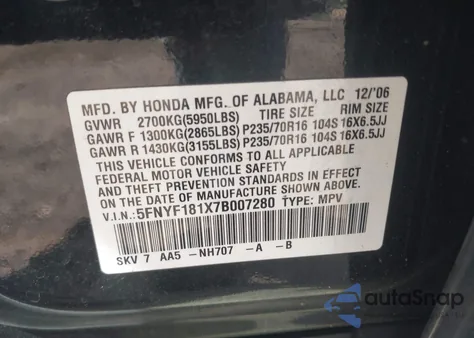 MFD. BY HONDA MFG. OF ALABAMA, LLC 12/'06
GVWR 2700KG(5950LBS) TIRE SIZE RIM SIZE
GAWR F 1300KG(2865LBS) P235/70R16 104S 16X6.5JJ
GAWR R 1430KG(3155LBS) P235/70R16 104S 16X6.5JJ
THIS VEHICLE CONFORMS TO ALL APPLICABLE
FEDERAL MOTOR VEHICLE SAFETY STANDARDS IN EFFECT
ON THE DATE OF MANUFACTURE SHOWN ABOVE.
V.I.N.: 5FNYF181X7B007280 TYPE: MPV
SKV 7 AA5 -NH707 -A -B
autoSnap